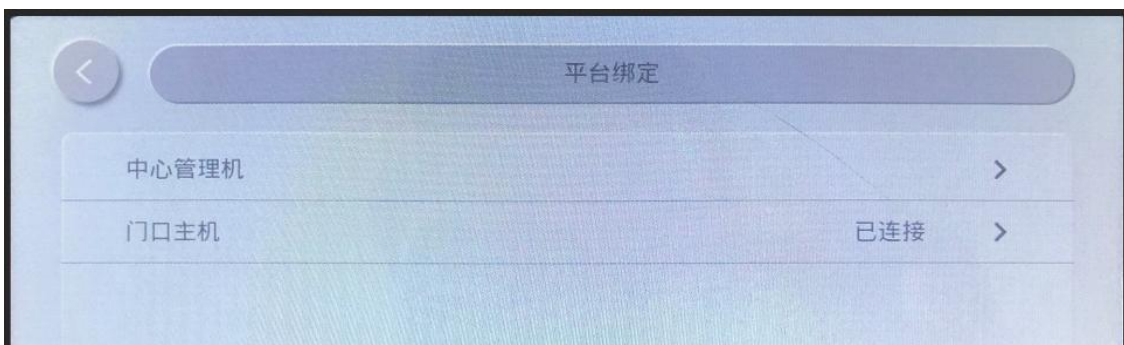 平台绑定
中心管理机
门口主机 已连接